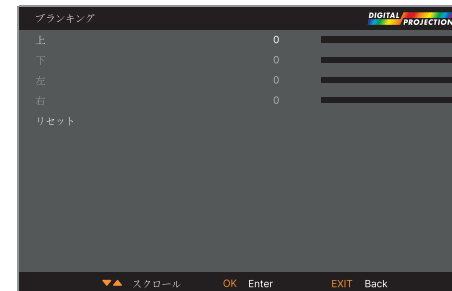 ブランキング DIGITAL PROJECTION
上 0
下 0
左 0
右 0
リセット
▼▲ スクロール OK Enter EXIT Back